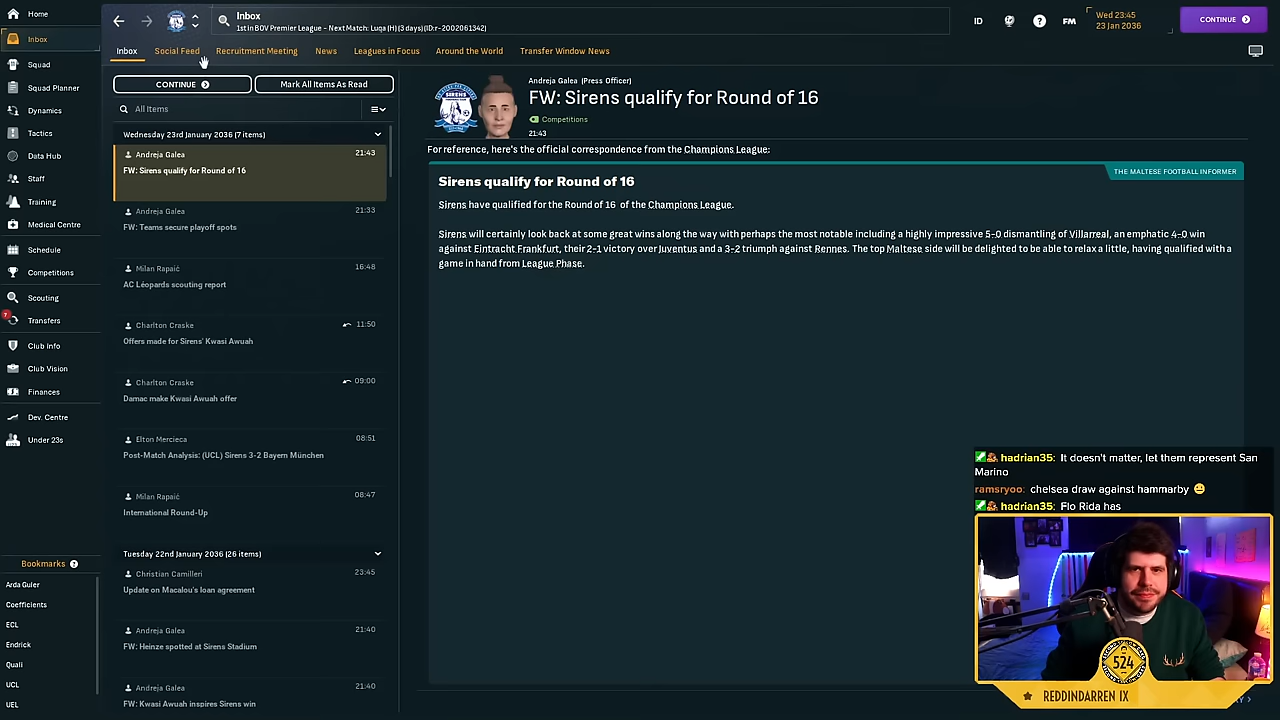 Home
Inbox
Squad
Squad Planner
Dynamics
Tactics
Data Hub
Staff
Training
Medical Centre
Schedule
Competitions
Scouting
7
Transfers
Club Info
Club Vision
Finances
Dev. Centre
Under 23s
Bookmarks
Arda Guler
Coefficients
ECL
Endrick
Quali
UCL
UEL
Inbox
1st in BOV Premier League - Next Match: Luqa (H) (3 days)(ID:r-2002061342)
ID
FM
Wed 23:45
23 Jan 2036
CONTINUE
Inbox
Social Feed
Recruitment Meeting
News
Leagues in Focus
Around the World
Transfer Window News
CONTINUE
Mark All Items As Read
All Items
Wednesday 23rd January 2036 (7 items)
Andreja Galea 21:43
FW: Sirens qualify for Round of 16
Andreja Galea 21:33
FW: Teams secure playoff spots
Milan Rapaić 16:48
AC Léopards scouting report
Charlton Craske 11:50
Offers made for Sirens' Kwasi Awuah
Charlton Craske 09:00
Damac make Kwasi Awuah offer
Elton Mercieca 08:51
Post-Match Analysis: (UCL) Sirens 3-2 Bayern München
Milan Rapaić 08:47
International Round-Up
Tuesday 22nd January 2036 (26 items)
Christian Camilleri 23:45
Update on Macalou's loan agreement
Andreja Galea 21:40
FW: Heinze spotted at Sirens Stadium
Andreja Galea 21:40
FW: Kwasi Awuah inspires Sirens win
SIRENS
Andreja Galea (Press Officer)
FW: Sirens qualify for Round of 16
Competitions
21:43
For reference, here's the official correspondence from the Champions League:
THE MALTESE FOOTBALL INFORMER
Sirens qualify for Round of 16
Sirens have qualified for the Round of 16 of the Champions League.
Sirens will certainly look back at some great wins along the way with perhaps the most notable including a highly impressive 5-0 dismantling of Villarreal, an emphatic 4-0 win
against Eintracht Frankfurt, their 2-1 victory over Juventus and a 3-2 triumph against Rennes. The top Maltese side will be delighted to be able to relax a little, having qualified with a
game in hand from League Phase.
hadrian35: It doesn't matter, let them represent San
Marino
ramsryoo: chelsea draw against hammarby
hadrian35: Flo Rida has
524
REDDINDARREN IX